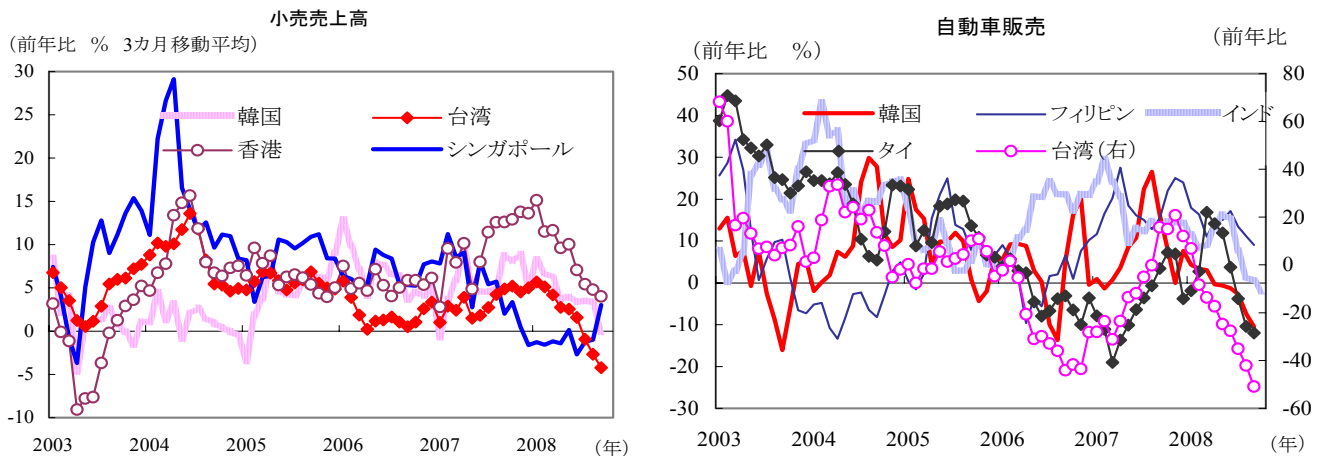 小売売上高
(前年比 % 3カ月移動平均)
30
25
20
15
10
5
0
-5
-10
韓国
台湾
香港
シンガポール
2003
2004
2005
2006
2007
2008
(年)
自動車販売
(前年比 %)
(前年比
50
40
30
20
10
0
-10
-20
-30
80
60
40
20
0
-20
-40
-60
韓国
フィリピン
インド
タイ
台湾(右)
2003
2004
2005
2006
2007
2008
(年)